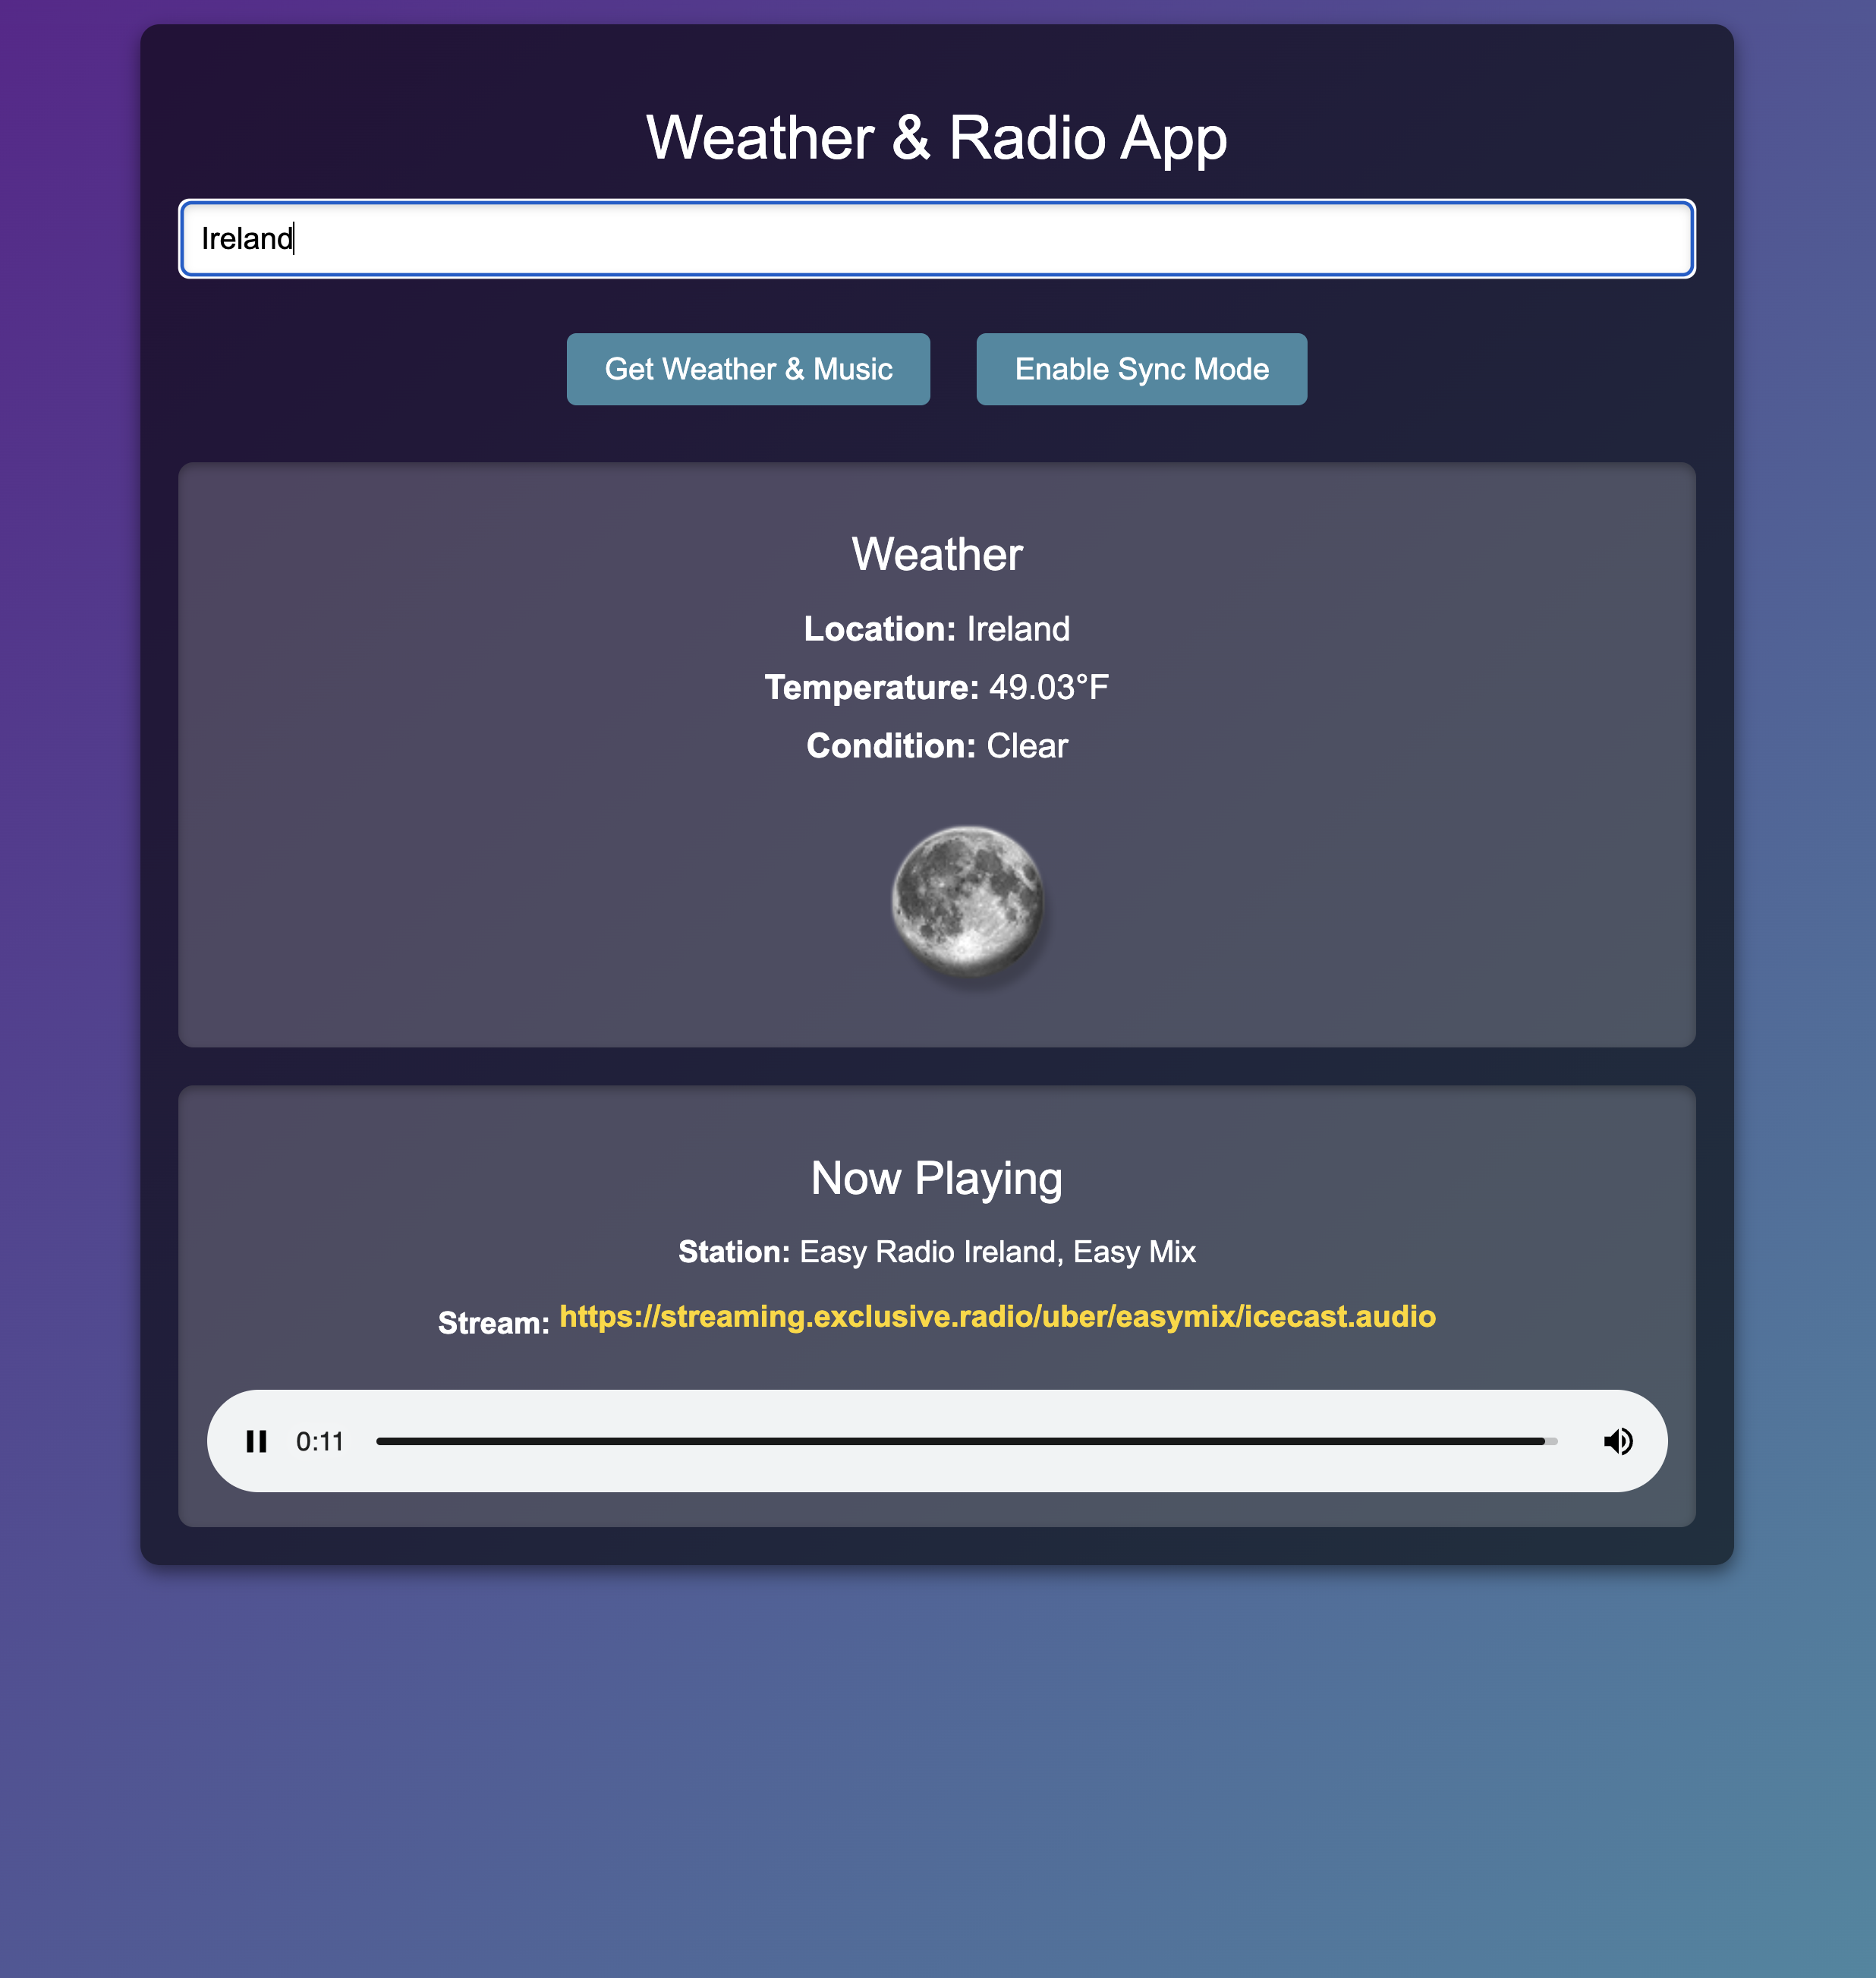 Weather & Radio App
Ireland
Get Weather & Music
Enable Sync Mode
Weather
Location: Ireland
Temperature: 49.03°F
Condition: Clear
Now Playing
Station: Easy Radio Ireland, Easy Mix
Stream: https://streaming.exclusive.radio/uber/easymix/icecast.audio
0:11